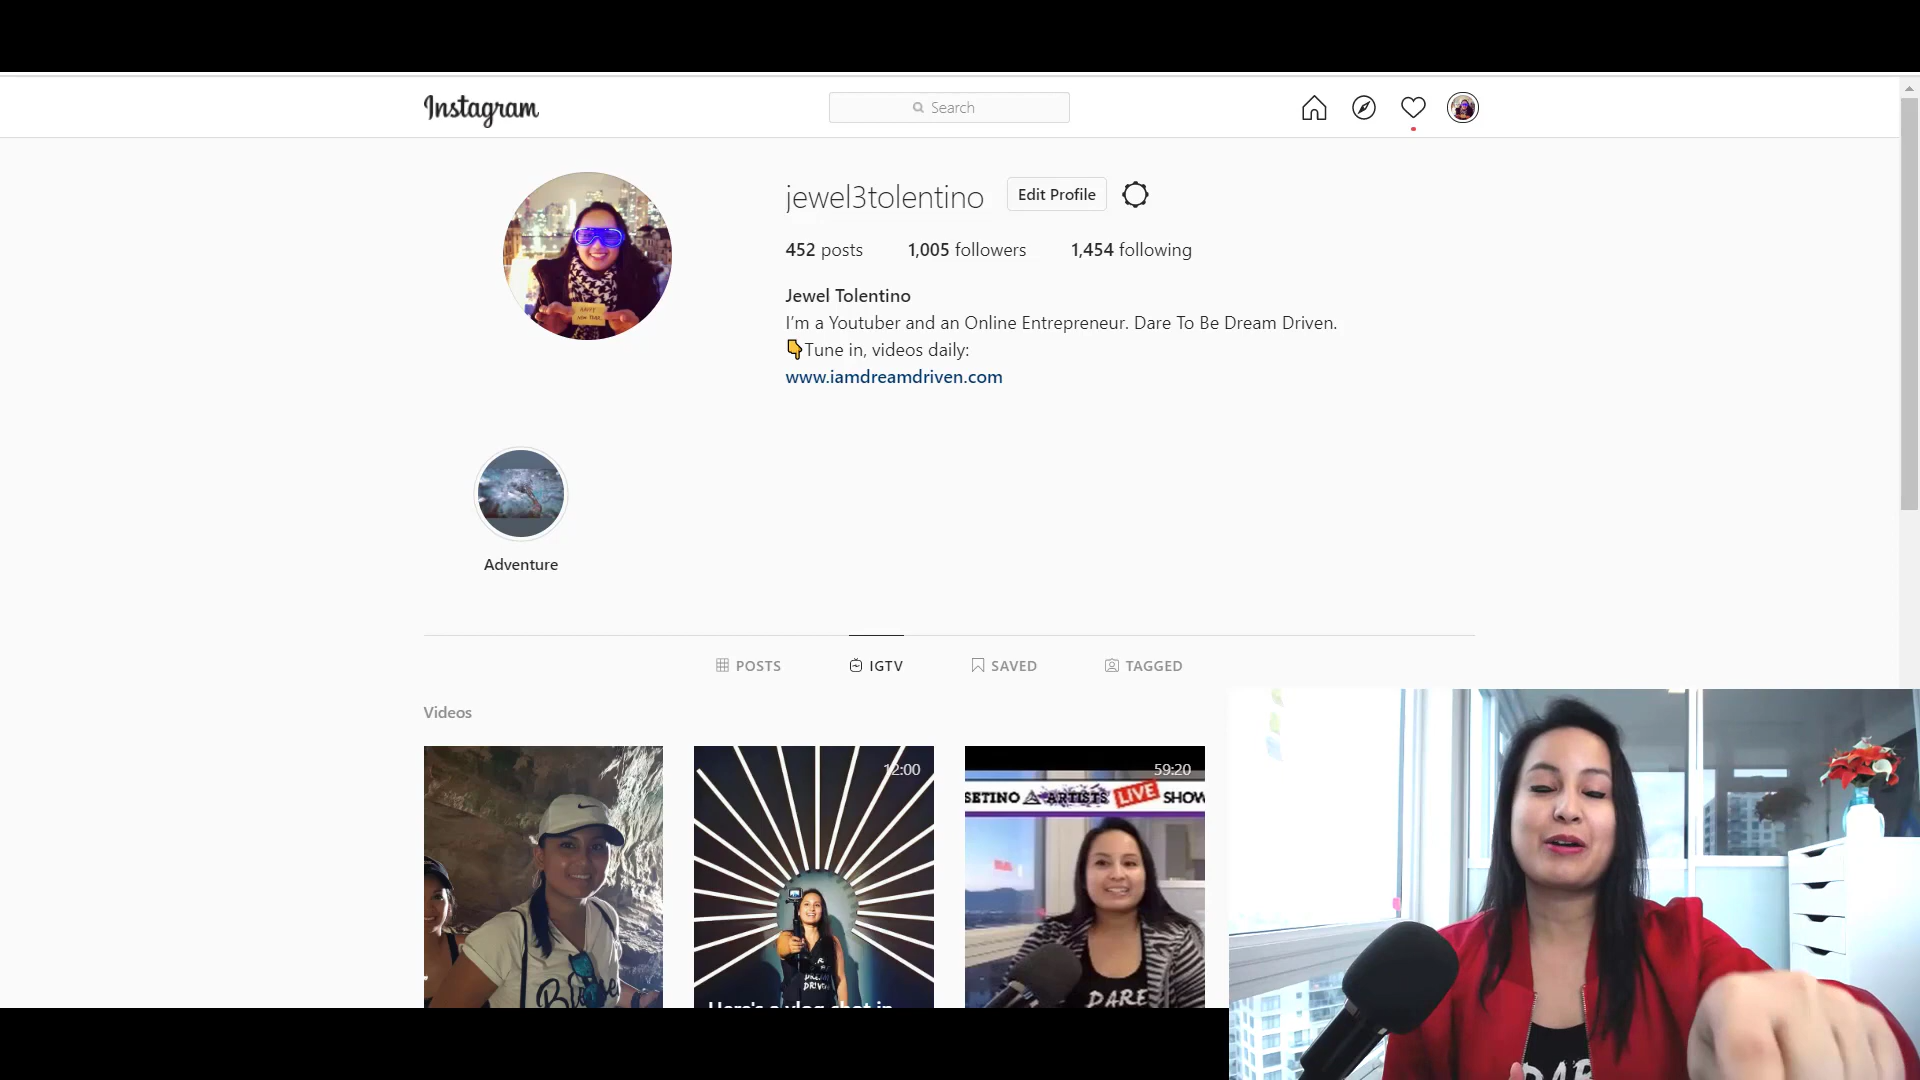 Instagram
Search
jewel3tolentino
Edit Profile
452 posts
1,005 followers
1,454 following
Jewel Tolentino
I'm a Youtuber and an Online Entrepreneur. Dare To Be Dream Driven.
👇Tune in, videos daily:
www.iamdreamdriven.com
Adventure
POSTS
IGTV
SAVED
TAGGED
Videos
12:00
59:20
SETINO ARTISTS LIVE SHOW
DARE